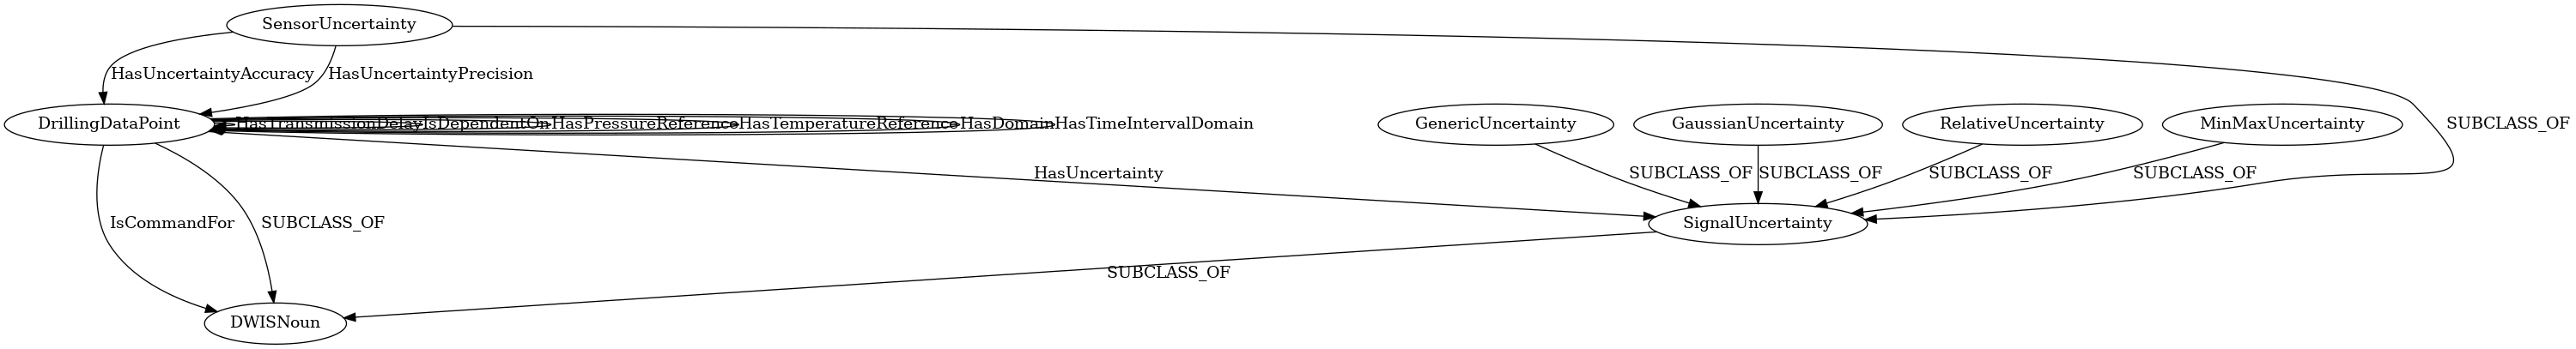 SensorUncertainty
HasUncertaintyAccuracy
HasUncertaintyPrecision
DrillingDataPoint
HasTransmissionDelay
IsDependentOn
HasPressureReference
HasTemperatureReference
HasDomain
HasTimeIntervalDomain
GenericUncertainty
GaussianUncertainty
RelativeUncertainty
MinMaxUncertainty
SUBCLASS_OF
HasUncertainty
SUBCLASS_OF
SUBCLASS_OF
SUBCLASS_OF
SUBCLASS_OF
IsCommandFor
SUBCLASS_OF
SignalUncertainty
SUBCLASS_OF
DWISNoun